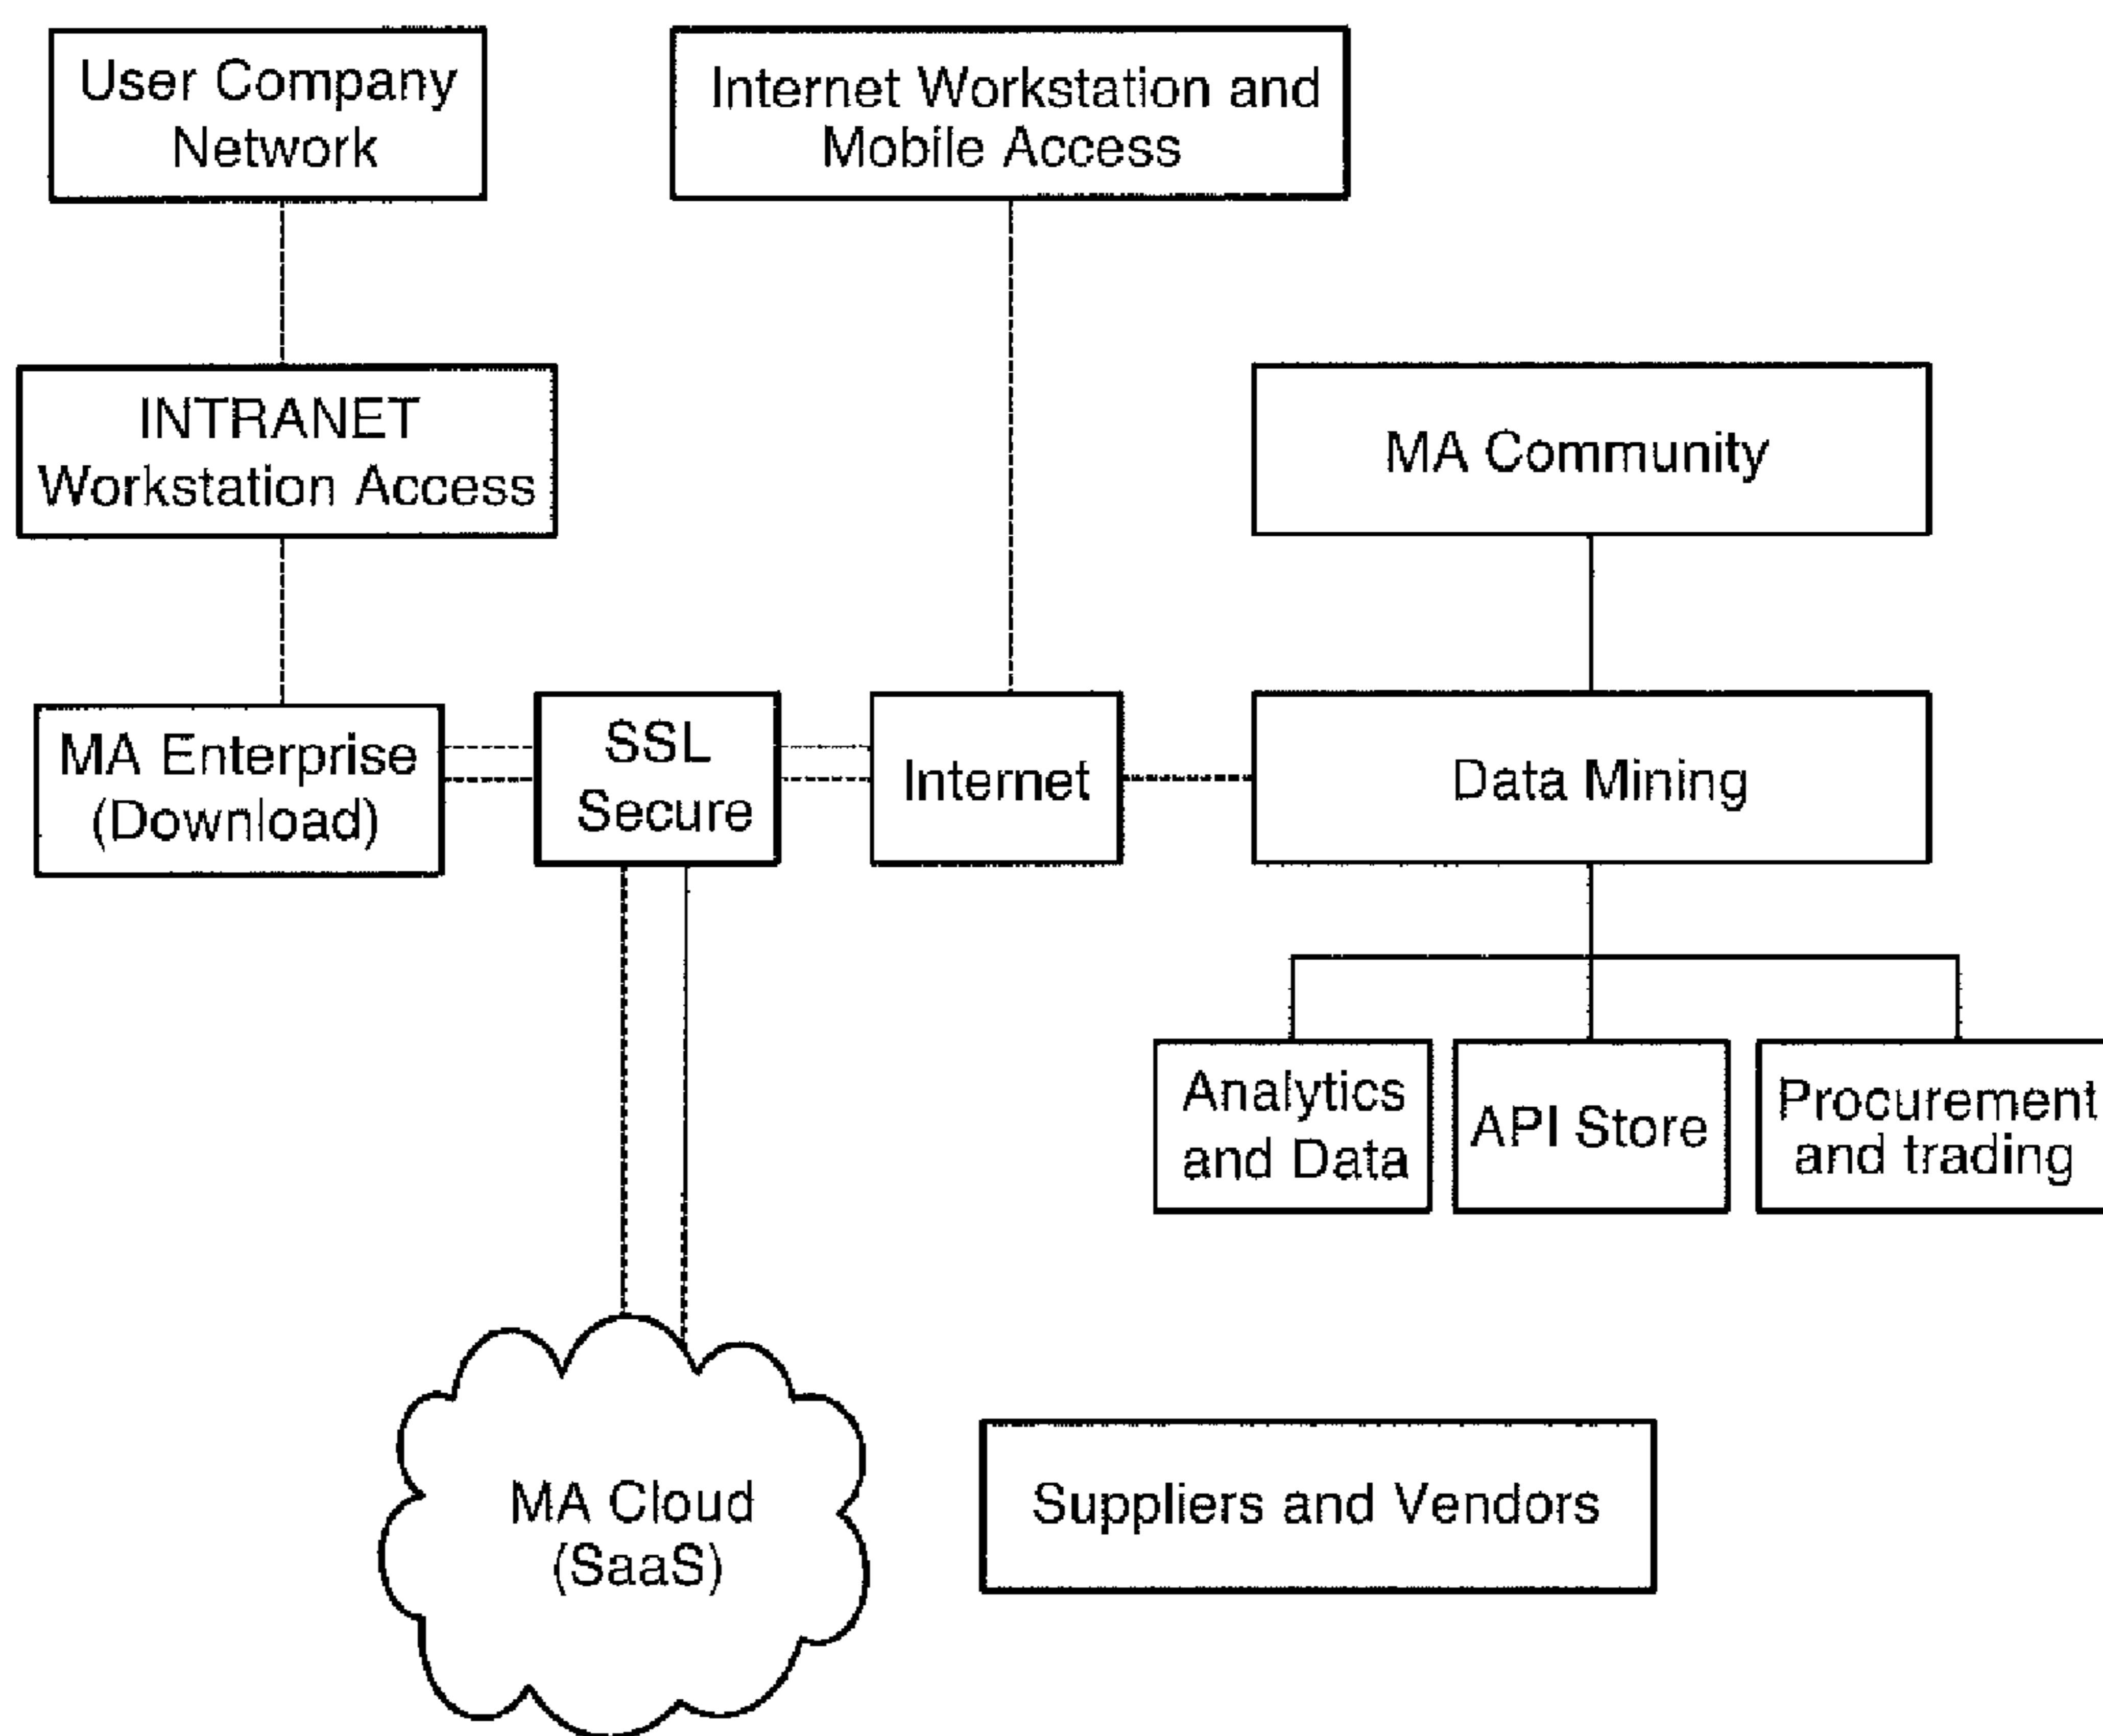 User Company
Network
Internet Workstation and
Mobile Access
INTRANET
Workstation Access
MA Community
MA Enterprise
(Download)
SSL
Secure
Internet
Data Mining
Analytics
and Data
API Store
Procurement
and trading
MA Cloud
(SaaS)
Suppliers and Vendors